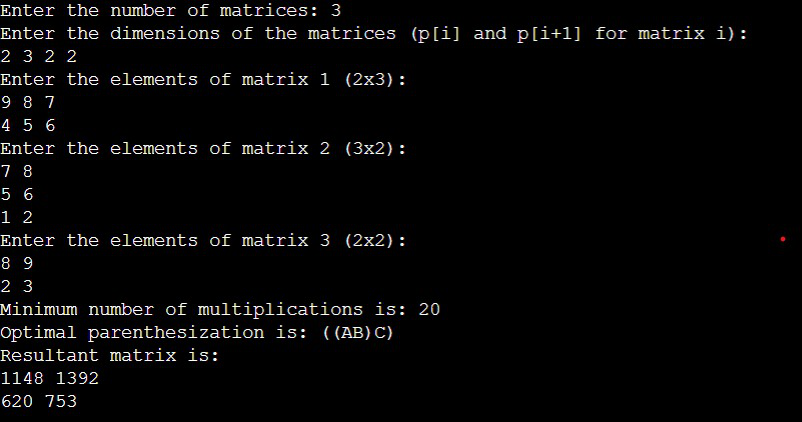 Enter the number of matrices: 3
Enter the dimensions of the matrices (p[i] and p[i+1] for matrix i):
2 3 2 2
Enter the elements of matrix 1 (2x3):
9 8 7
4 5 6
Enter the elements of matrix 2 (3x2):
7 8
5 6
1 2
Enter the elements of matrix 3 (2x2):
8 9
2 3
Minimum number of multiplications is: 20
Optimal parenthesization is: ((AB)C)
Resultant matrix is:
1148 1392
620 753